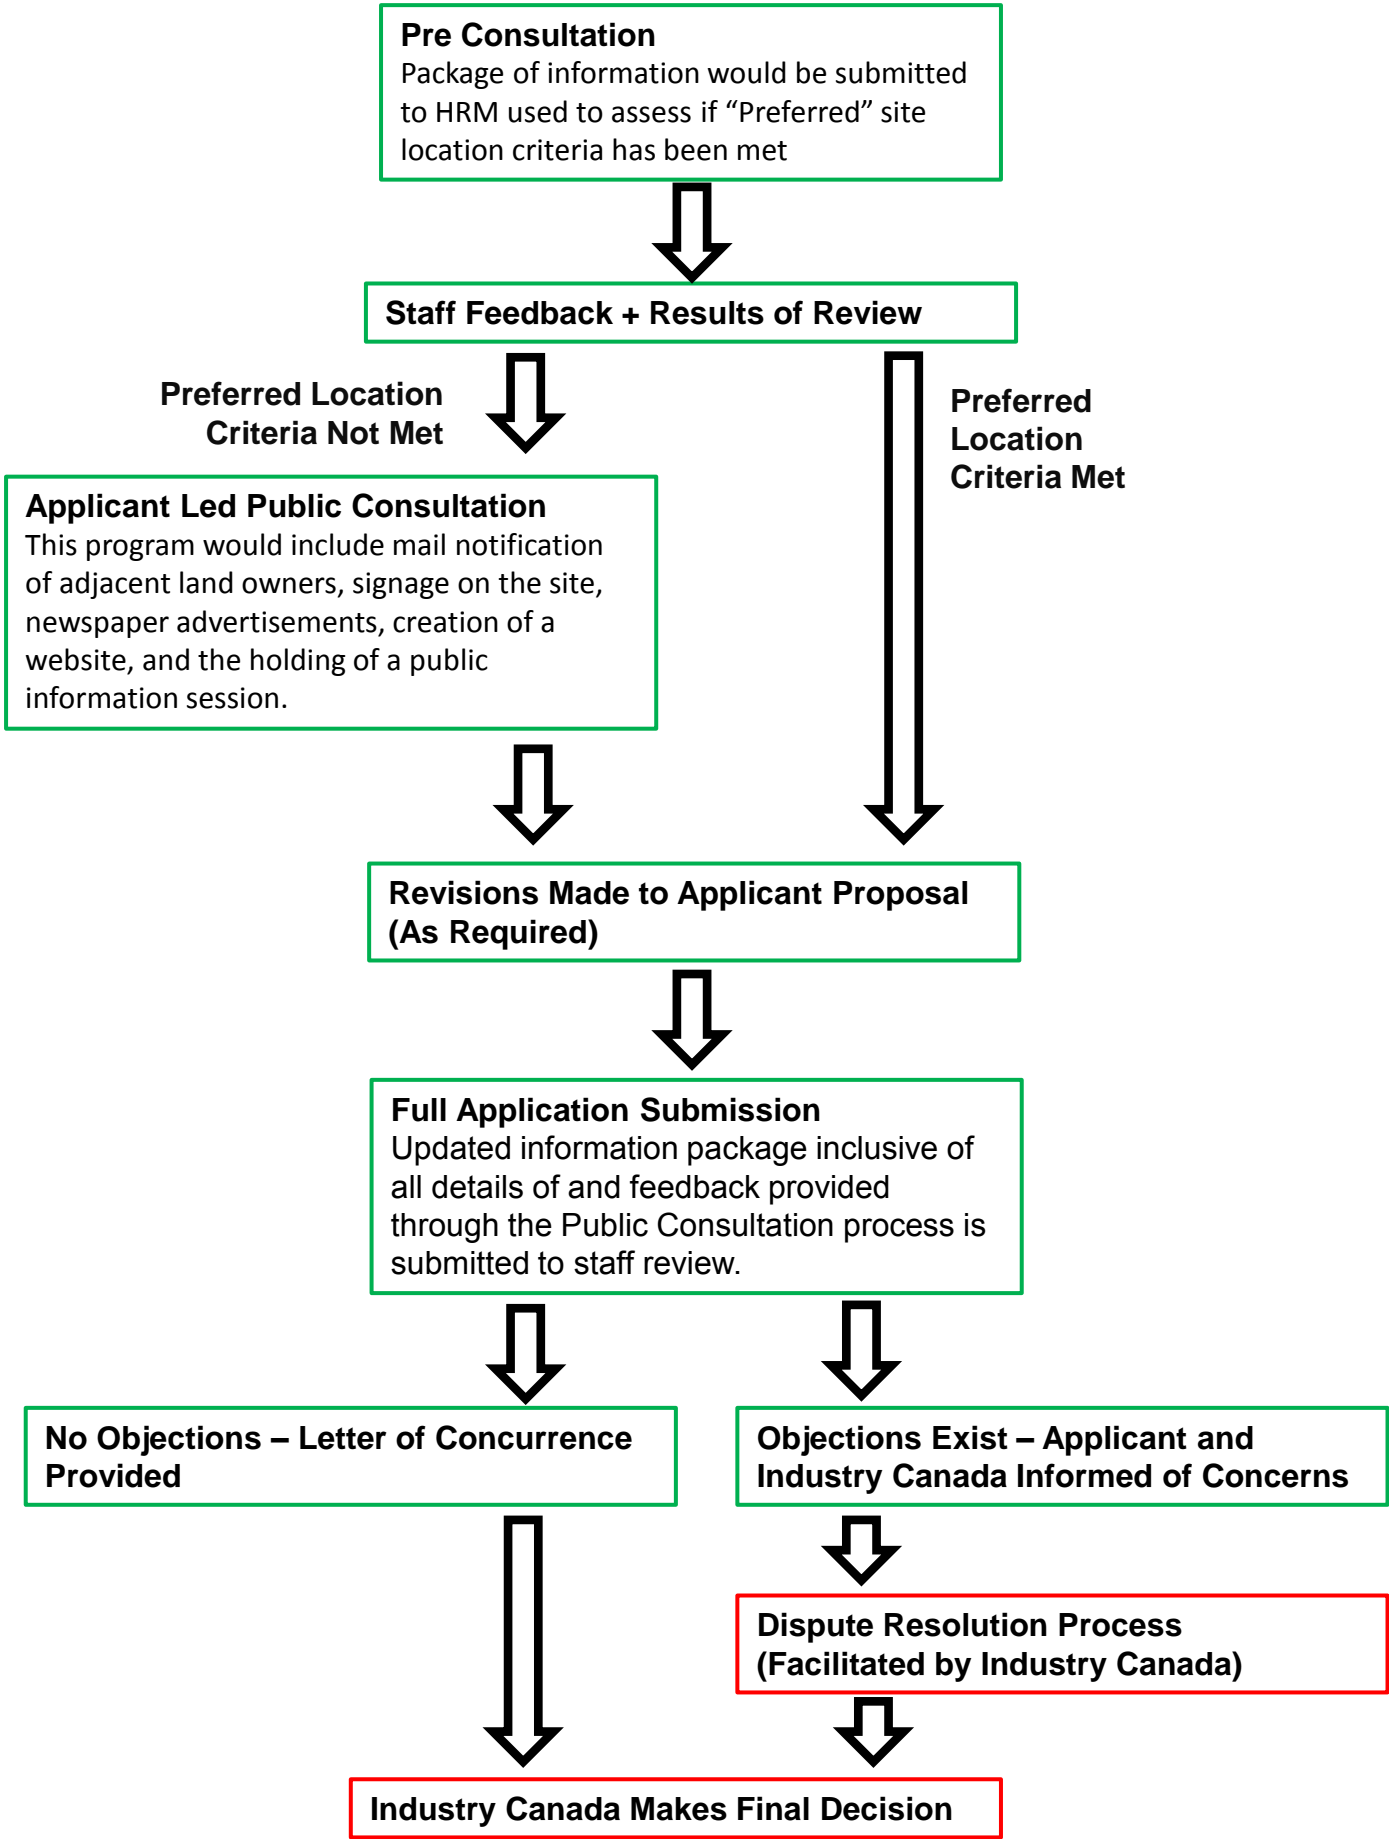 Pre Consultation
Package of information would be submitted
to HRM used to assess if “Preferred” site
location criteria has been met
Staff Feedback + Results of Review
Preferred Location
Criteria Not Met
Preferred
Location
Criteria Met
Applicant Led Public Consultation
This program would include mail notification
of adjacent land owners, signage on the site,
newspaper advertisements, creation of a
website, and the holding of a public
information session.
Revisions Made to Applicant Proposal
(As Required)
Full Application Submission
Updated information package inclusive of
all details of and feedback provided
through the Public Consultation process is
submitted to staff review.
No Objections – Letter of Concurrence
Provided
Objections Exist – Applicant and
Industry Canada Informed of Concerns
Dispute Resolution Process
(Facilitated by Industry Canada)
Industry Canada Makes Final Decision